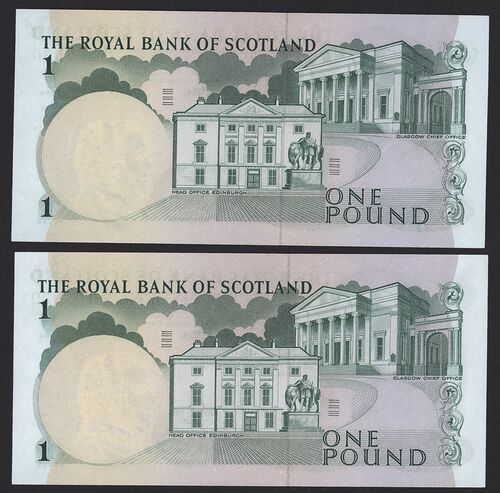 THE ROYAL BANK OF SCOTLAND
1
GLASGOW CHIEF OFFICE
HEAD OFFICE EDINBURGH
1
ONE
POUND
THE ROYAL BANK OF SCOTLAND
1
GLASGOW CHIEF OFFICE
HEAD OFFICE EDINBURGH
1
ONE
POUND